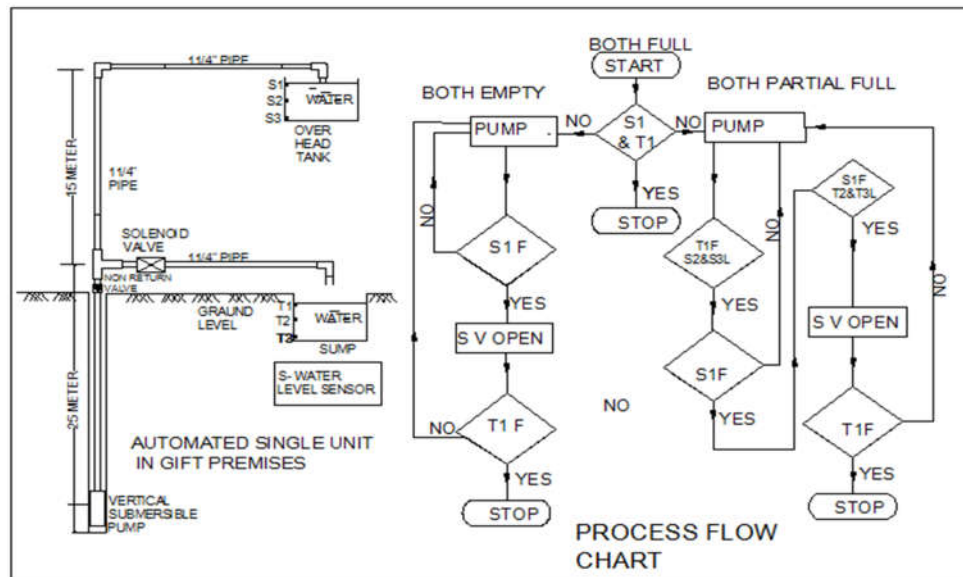 11/4" PIPE
S1
S2
S3
WATER
OVER
HEAD
TANK
15 METER
11/4"
PIPE
SOLENOID
VALVE
11/4" PIPE
NON RETURN
VALVE
GRAUND
LEVEL
T1
T2
T3
WATER
SUMP
S- WATER
LEVEL SENSOR
25 METER
AUTOMATED SINGLE UNIT
IN GIFT PREMISES
VERTICAL
SUBMERSIBLE
PUMP
BOTH FULL
START
BOTH EMPTY
BOTH PARTIAL FULL
PUMP
NO
S1
& T1
NO
PUMP
YES
STOP
NO
S1 F
YES
S V OPEN
NO
T1 F
YES
STOP
T1F
S2&S3L
YES
NO
S1F
YES
NO
S1F
T2&T3L
YES
S V OPEN
NO
T1F
YES
STOP
PROCESS FLOW
CHART